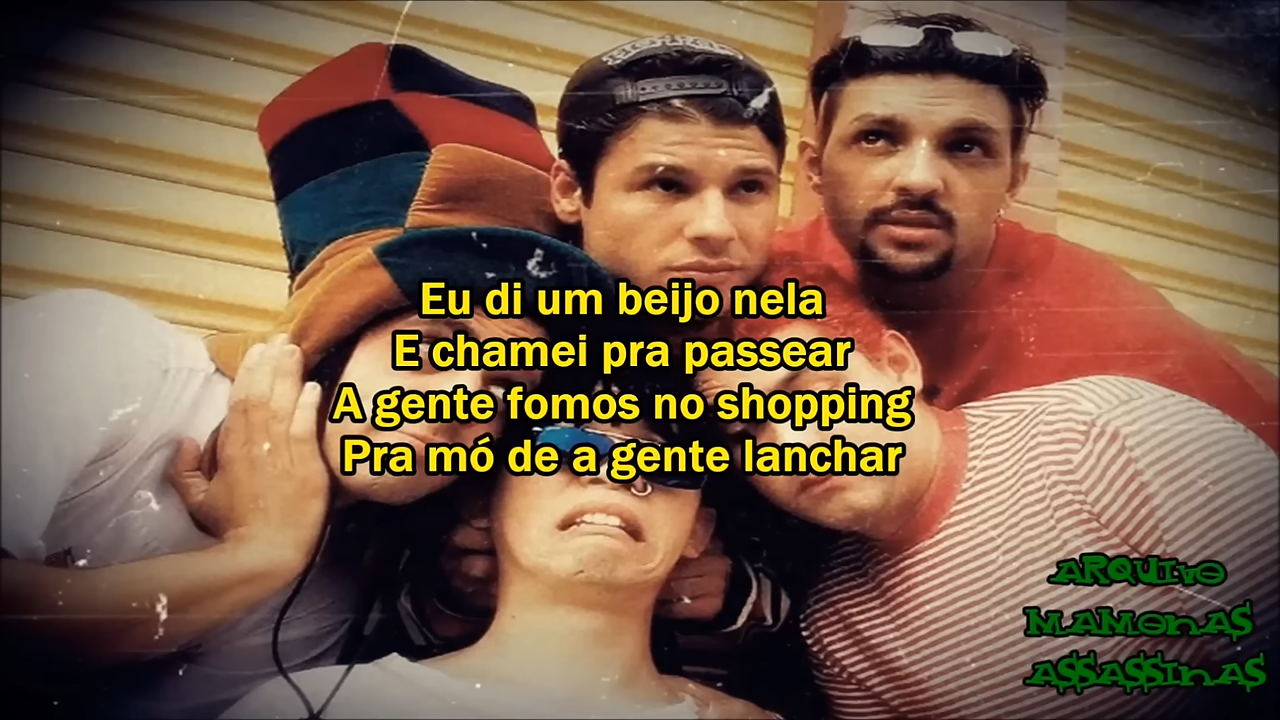 Eu di um beijo nela
E chamei pra passear
A gente fomos no shopping
Pra mó de a gente lanchar
ARQUIVO
MAMONAS
ASSASSINAS